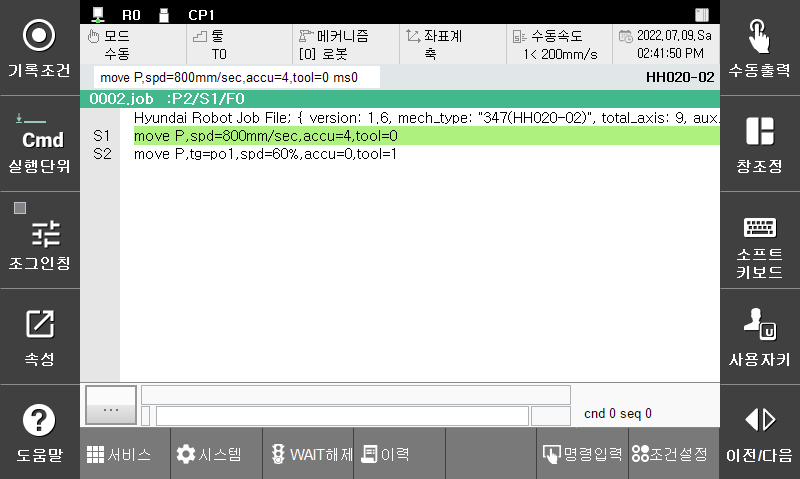 R0 CP1
기록조건
모드
수동
툴
T0
메커니즘
[0] 로봇
좌표계
축
수동속도
1< 200mm/s
2022,07,09,Sa
02:41:50 PM
수동출력
move P,spd=800mm/sec,accu=4,tool=0 ms0
HH020-02
0002.job :P2/S1/F0
Hyundai Robot Job File; { version: 1,6, mech_type: "347(HH020-02)", total_axis: 9, aux.
S1 move P,spd=800mm/sec,accu=4,tool=0
S2 move P,tg=po1,spd=60%,accu=0,tool=1
Cmd
실행단위
창조정
조그인칭
소프트
키보드
속성
사용자키
U
...
cnd 0 seq 0
?
도움말
서비스
시스템
WAIT해제
이력
명령입력
조건설정
이전/다음